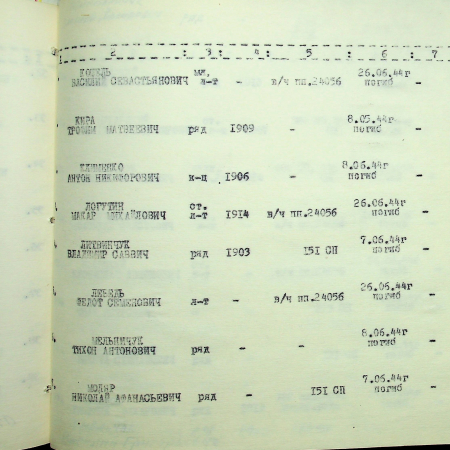 2 : 3 : 4 : 5 : 6 : 7
КОВЕЛЬ мл. 26.06.44г
ВАСИЛИЙ СЕВАСТЬЯНОВИЧ л-т - в/ч пп.24056 погиб -
КИРА 8.05.44г
ТРОФИМ МАТВЕЕВИЧ ряд 1909 - погиб -
КЛИМЕНКО 8.06.44г
АНТОН НИКИФОРОВИЧ к-ц 1906 - погиб -
ЛОГУТИН ст. 26.06.44г
МАКАР МИХАЙЛОВИЧ л-т 1914 в/ч пп.24056 погиб -
ЛИТВИНЧУК 7.06.44г
ВЛАДИМИР САВВИЧ ряд 1903 151 СП погиб -
ЛЕБЕДЬ 26.06.44г
ФЕДОТ СЕМЕНОВИЧ л-т - в/ч пп.24056 погиб -
МЕЛЬНИЧУК 8.06.44г
ТИХОН АНТОНОВИЧ ряд - - погиб -
МОЛЯР 7.06.44г
НИКОЛАЙ АФАНАСЬЕВИЧ ряд - 151 СП погиб -